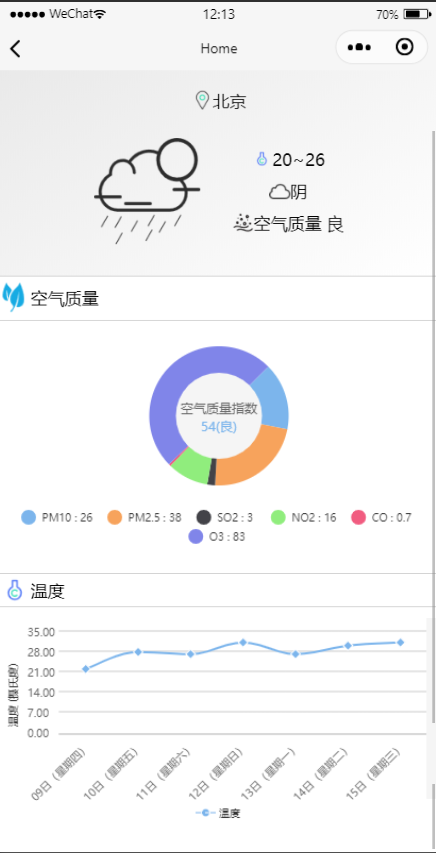 WeChat 12:13 70%
Home
北京
20~26
阴
空气质量 良
空气质量
空气质量指数
54(良)
PM10 : 26 PM2.5 : 38 SO2 : 3 NO2 : 16 CO : 0.7
O3 : 83
温度
35.00
28.00
21.00
14.00
7.00
0.00
温度 (摄氏度)
09日（星期四）
10日（星期五）
11日（星期六）
12日（星期日）
13日（星期一）
14日（星期二）
15日（星期三）
温度